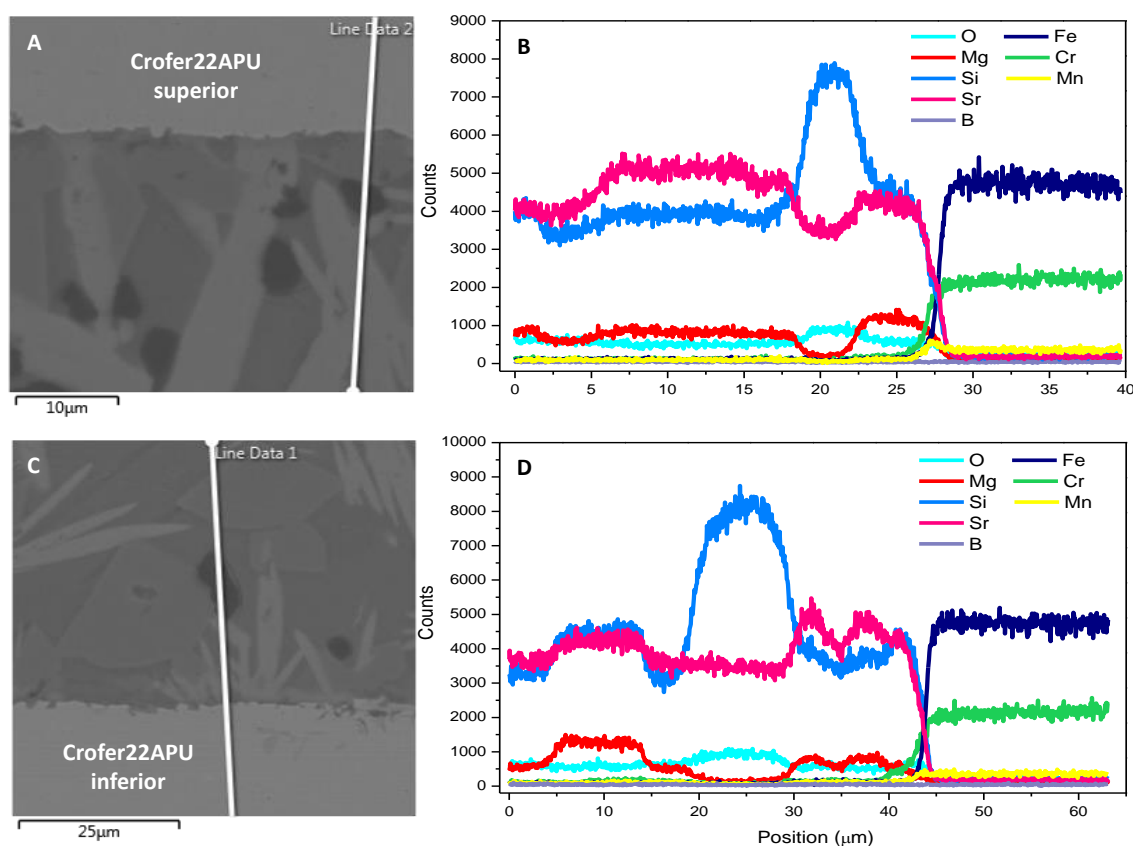 A
Line Data 2
Crofer22APU
superior
10μm
B
O Fe
Mg Cr
Si Mn
Sr
B
Counts
9000
8000
7000
6000
5000
4000
3000
2000
1000
0
0 5 10 15 20 25 30 35 40
C
Line Data 1
Crofer22APU
inferior
25μm
D
O Fe
Mg Cr
Si Mn
Sr
B
Counts
10000
9000
8000
7000
6000
5000
4000
3000
2000
1000
0
0 10 20 30 40 50 60
Position (μm)